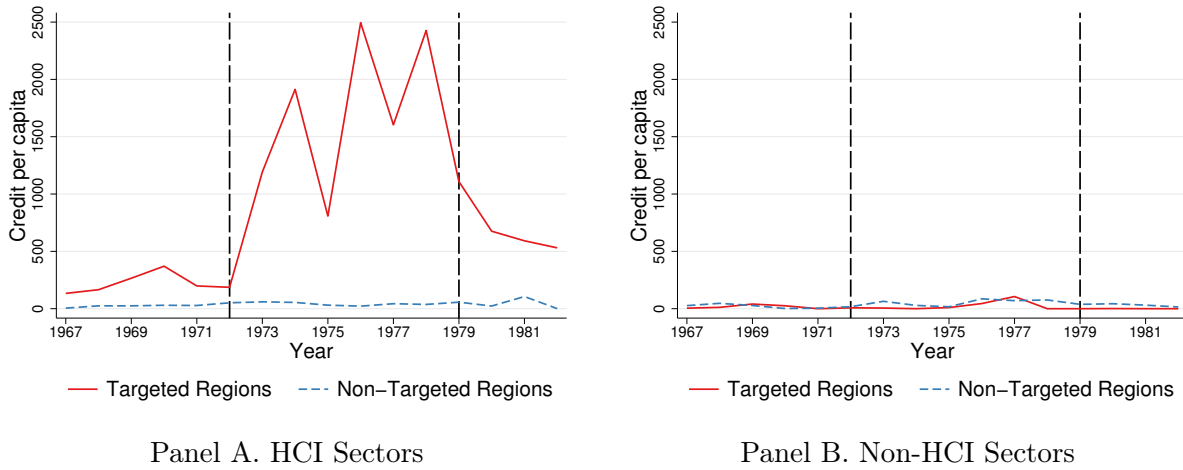 Credit per capita
0 500 1000 1500 2000 2500
1967 1969 1971 1973 1975 1977 1979 1981
Year
Targeted Regions Non-Targeted Regions
Panel A. HCI Sectors
Credit per capita
0 500 1000 1500 2000 2500
1967 1969 1971 1973 1975 1977 1979 1981
Year
Targeted Regions Non-Targeted Regions
Panel B. Non-HCI Sectors